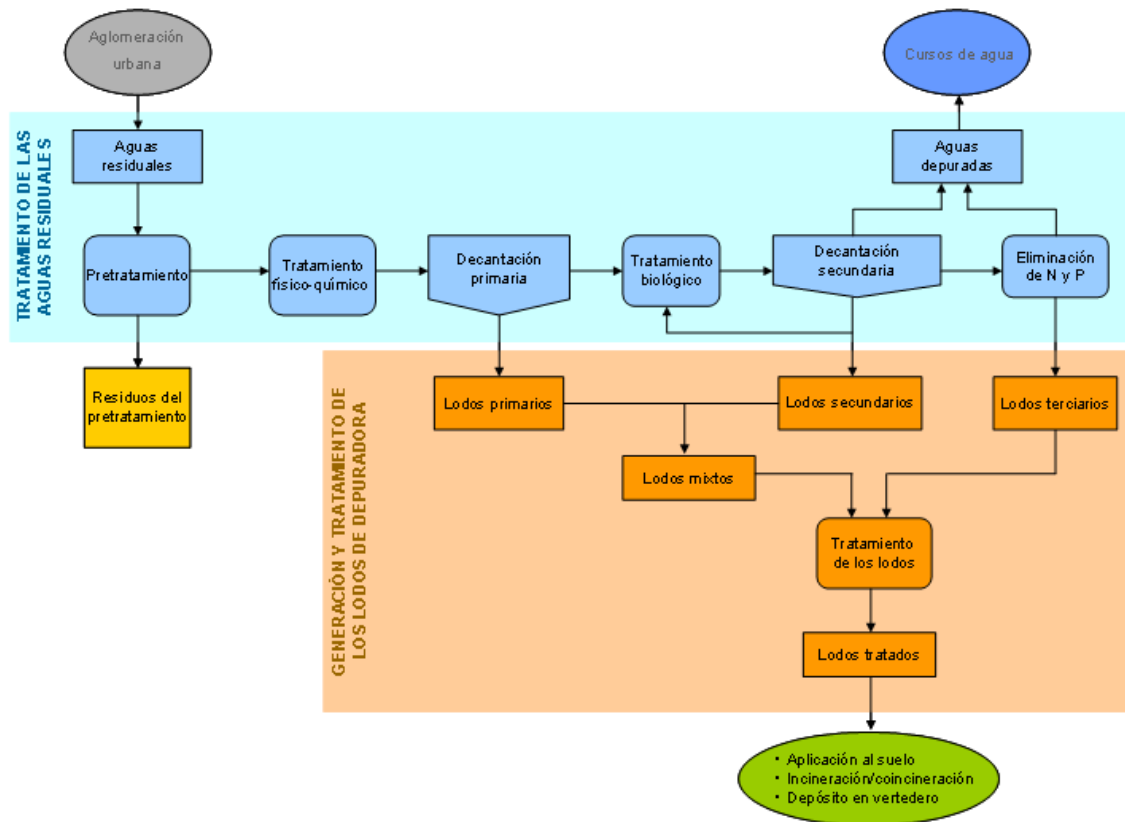 Aglomeración
urbana
Cursos de agua
TRATAMIENTO DE LAS
AGUAS RESIDUALES
Aguas
residuales
Aguas
depuradas
Pretratamiento
Tratamiento
físico-químico
Decantación
primaria
Tratamiento
biológico
Decantación
secundaria
Eliminación
de N y P
Residuos del
pretratamiento
GENERACIÓN Y TRATAMIENTO DE
LOS LODOS DE DEPURADORA
Lodos primarios
Lodos secundarios
Lodos terciarios
Lodos mixtos
Tratamiento
de los lodos
Lodos tratados
• Aplicación al suelo
• Incineración/coincineración
• Depósito en vertedero